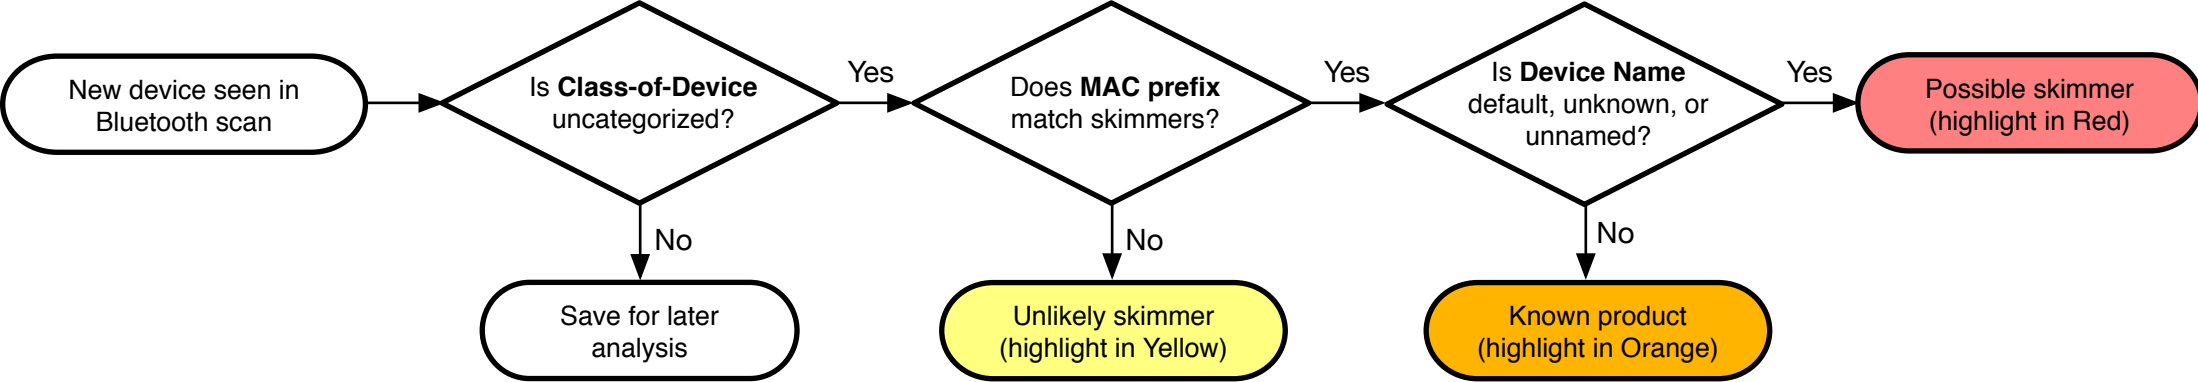 New device seen in
Bluetooth scan
Is Class-of-Device
uncategorized?
Yes
No
Save for later
analysis
Does MAC prefix
match skimmers?
Yes
No
Unlikely skimmer
(highlight in Yellow)
Is Device Name
default, unknown, or
unnamed?
Yes
No
Known product
(highlight in Orange)
Possible skimmer
(highlight in Red)